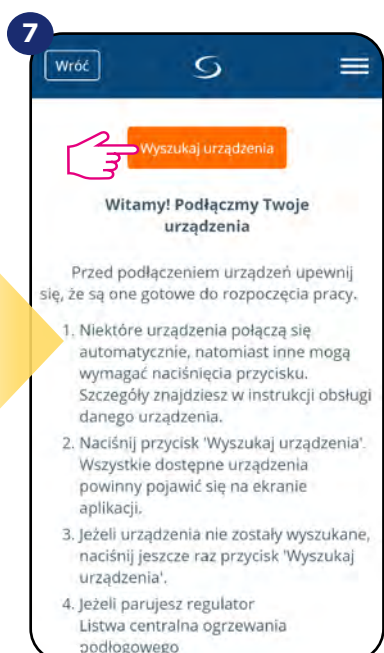 7
Wróć
Wyszukaj urządzenia
Witamy! Podłączmy Twoje
urządzenia
Przed podłączeniem urządzeń upewnij
się, że są one gotowe do rozpoczęcia pracy.
1. Niektóre urządzenia połączą się
automatycznie, natomiast inne mogą
wymagać naciśnięcia przycisku.
Szczegóły znajdziesz w instrukcji obsługi
danego urządzenia.
2. Naciśnij przycisk 'Wyszukaj urządzenia'.
Wszystkie dostępne urządzenia
powinny pojawić się na ekranie
aplikacji.
3. Jeżeli urządzenia nie zostały wyszukane,
naciśnij jeszcze raz przycisk 'Wyszukaj
urządzenia'.
4. Jeżeli parujesz regulator
Listwa centralna ogrzewania
podłogowego